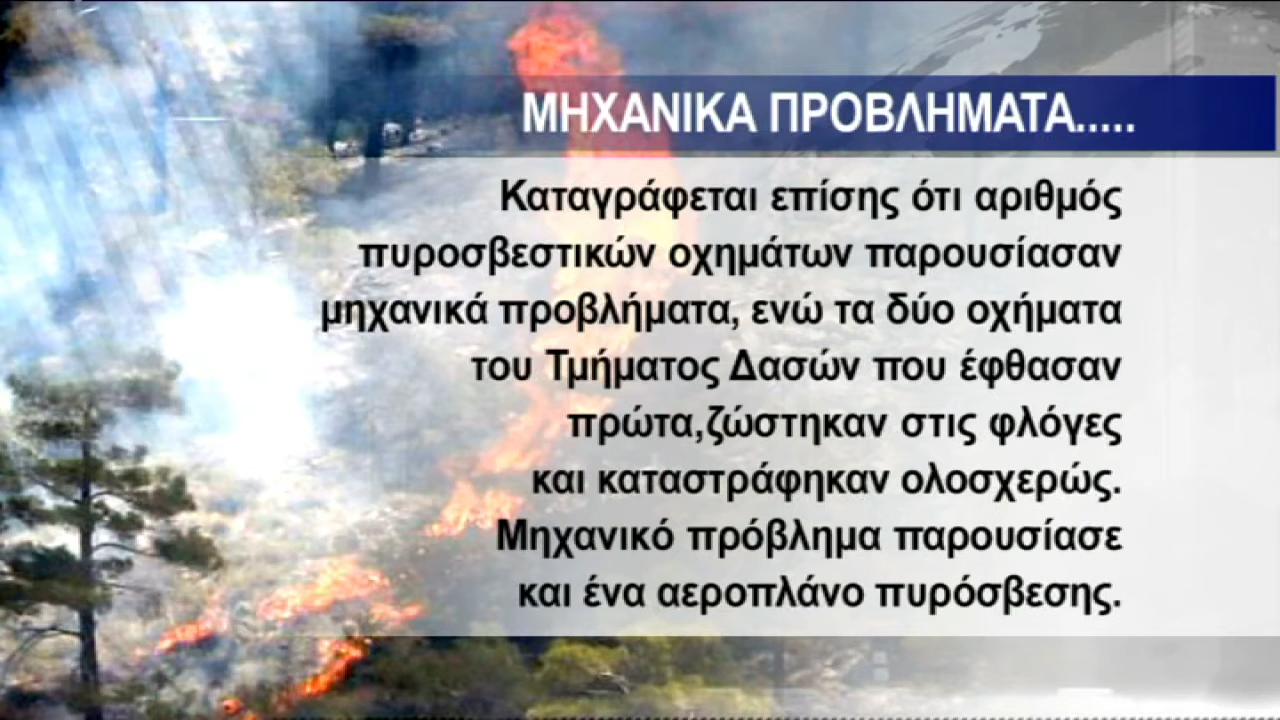 ΜΗΧΑΝΙΚΑ ΠΡΟΒΛΗΜΑΤΑ.....
Καταγράφεται επίσης ότι αριθμός
πυροσβεστικών οχημάτων παρουσίασαν
μηχανικά προβλήματα, ενώ τα δύο οχήματα
του Τμήματος Δασών που έφθασαν
πρώτα,ζώστηκαν στις φλόγες
και καταστράφηκαν ολοσχερώς.
Μηχανικό πρόβλημα παρουσίασε
και ένα αεροπλάνο πυρόσβεσης.